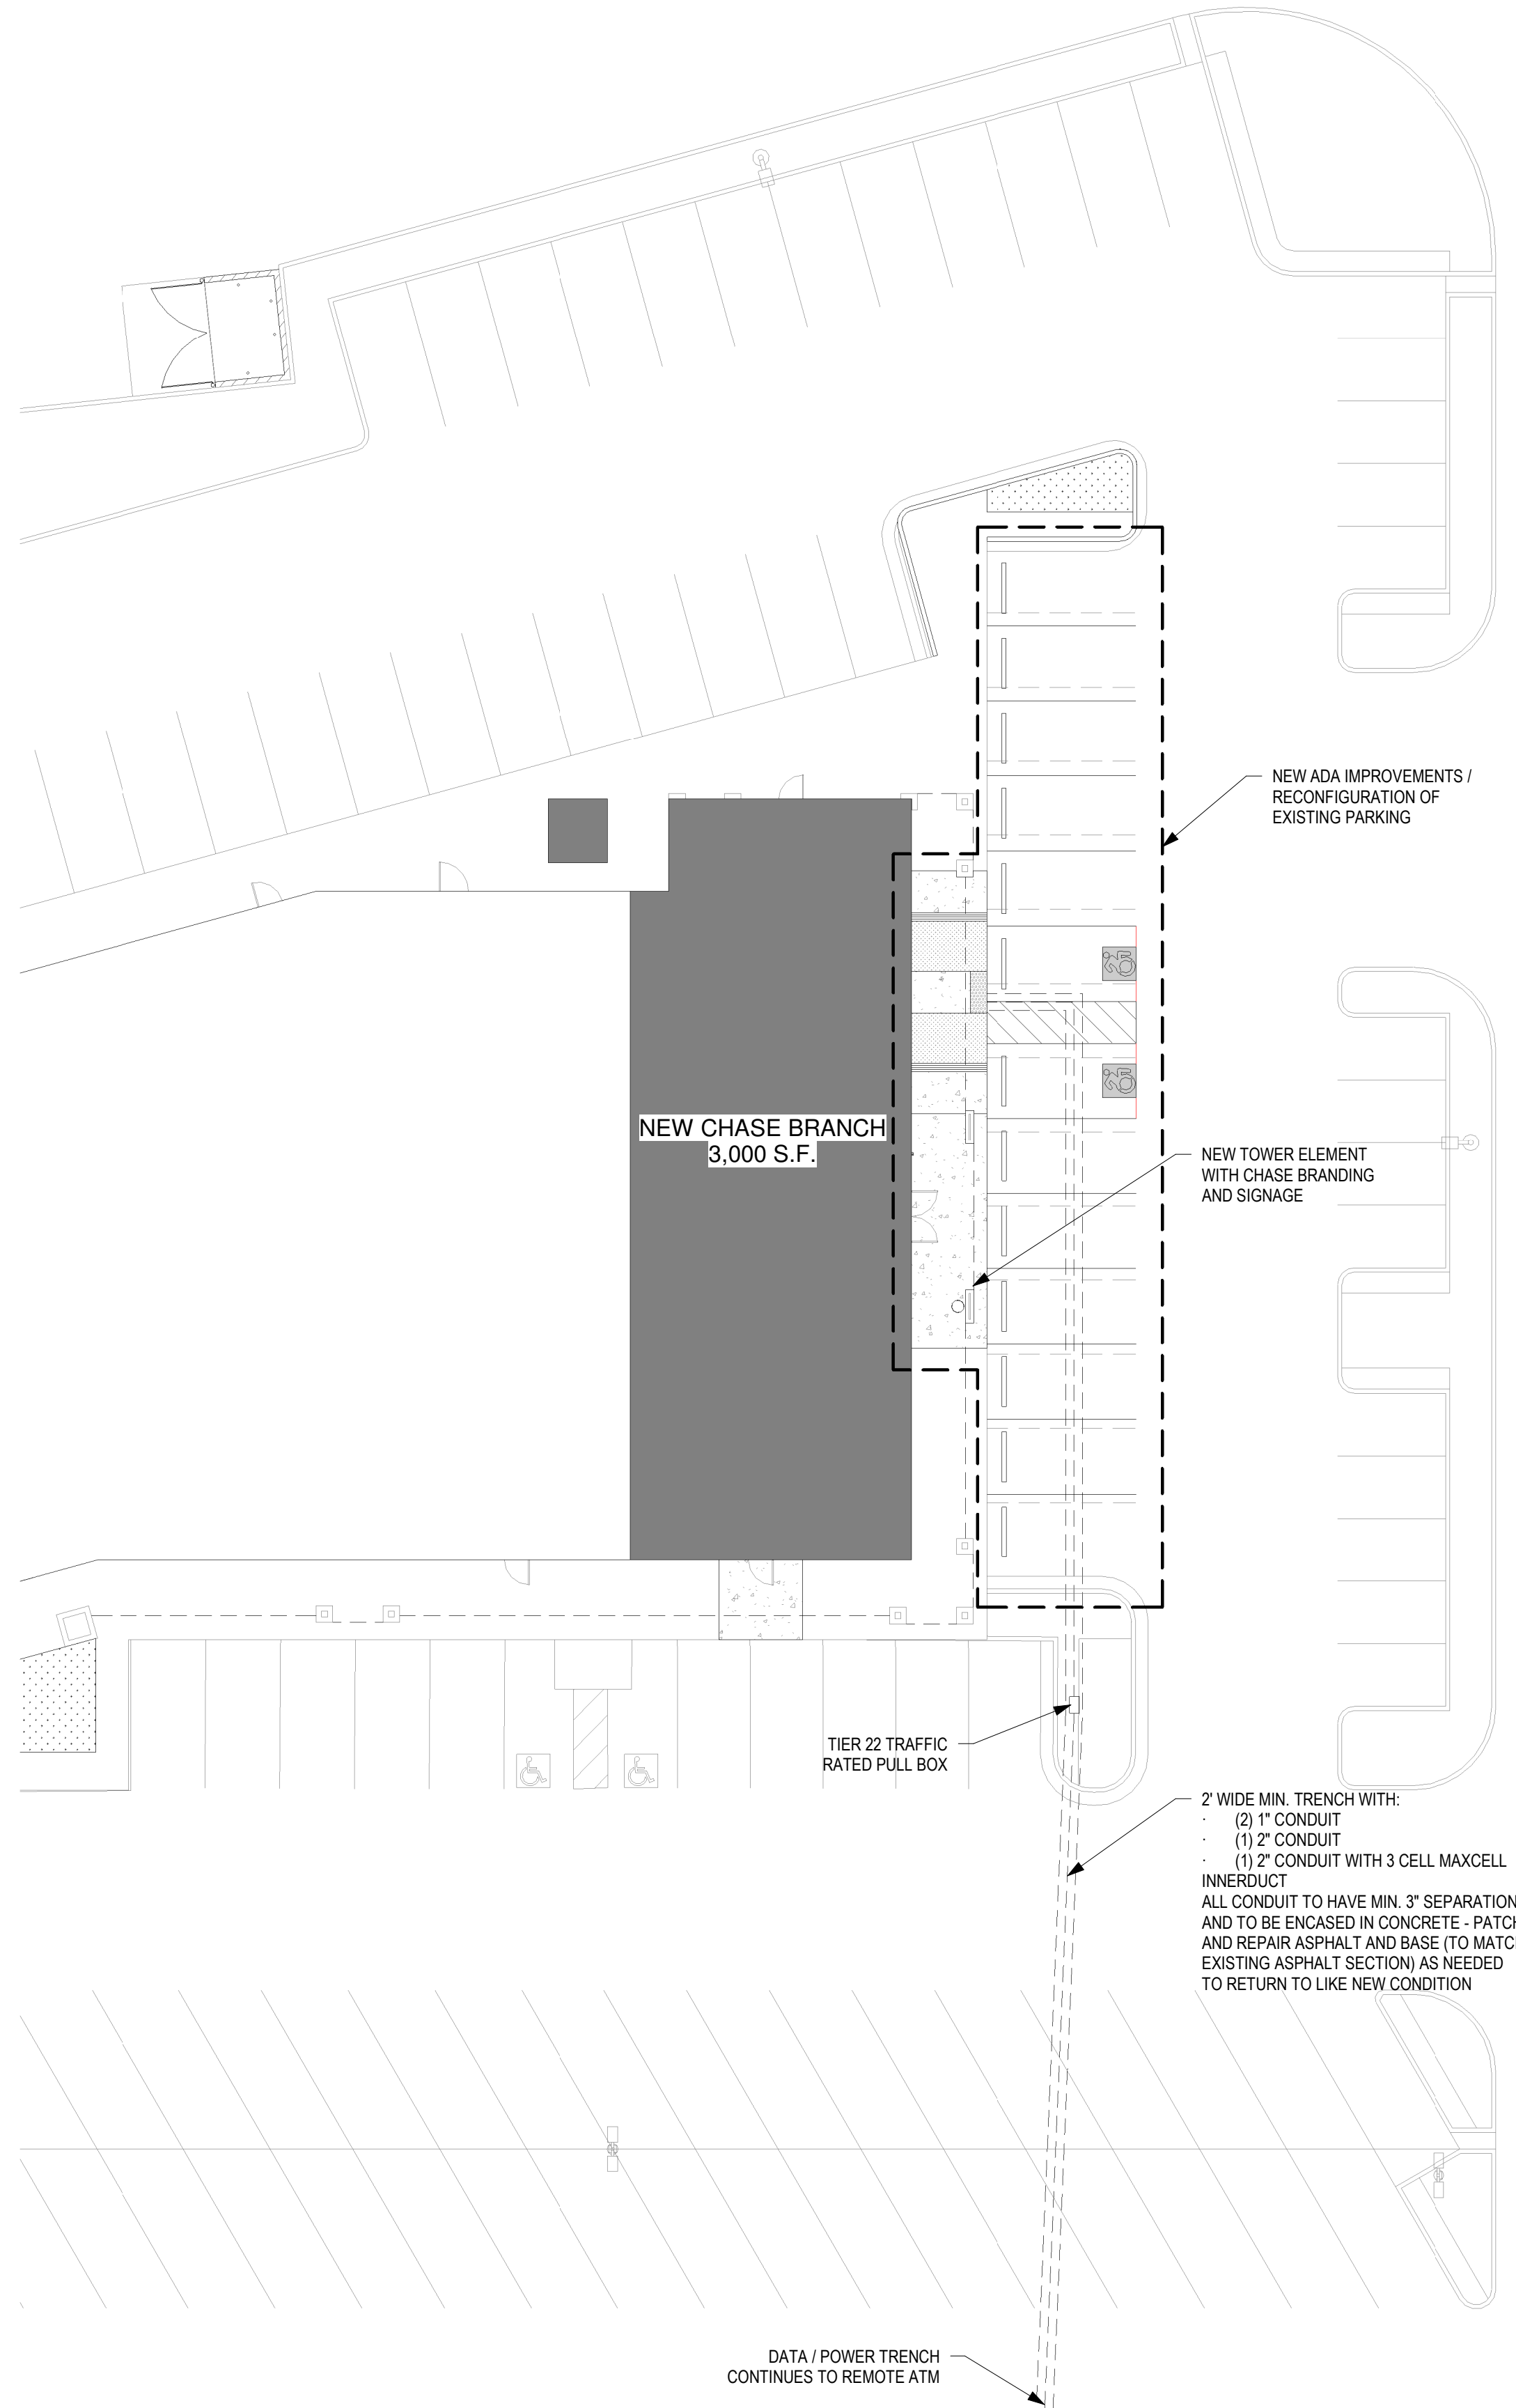 NEW ADA IMPROVEMENTS /
RECONFIGURATION OF
EXISTING PARKING
NEW CHASE BRANCH
3,000 S.F.
NEW TOWER ELEMENT
WITH CHASE BRANDING
AND SIGNAGE
TIER 22 TRAFFIC
RATED PULL BOX
2' WIDE MIN. TRENCH WITH:
· (2) 1" CONDUIT
· (1) 2" CONDUIT
· (1) 2" CONDUIT WITH 3 CELL MAXCELL
INNERDUCT
ALL CONDUIT TO HAVE MIN. 3" SEPARATION
AND TO BE ENCASED IN CONCRETE - PATCH
AND REPAIR ASPHALT AND BASE (TO MATC
EXISTING ASPHALT SECTION) AS NEEDED
TO RETURN TO LIKE NEW CONDITION
DATA / POWER TRENCH
CONTINUES TO REMOTE ATM